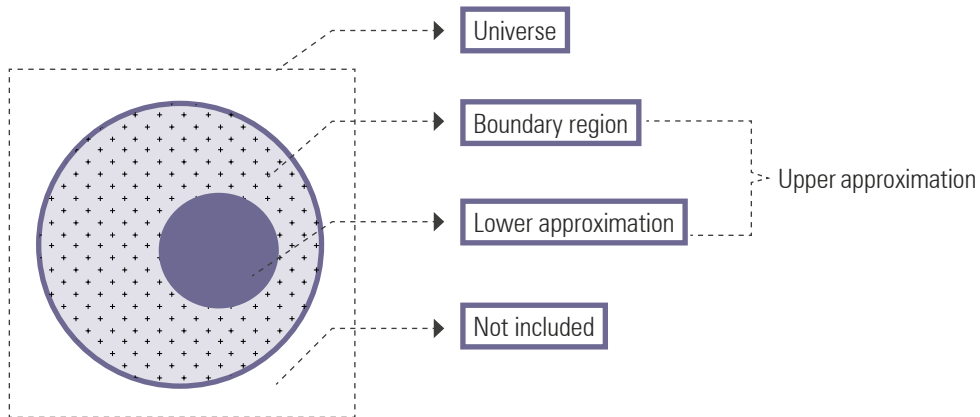 Universe
Boundary region
Upper approximation
Lower approximation
Not included